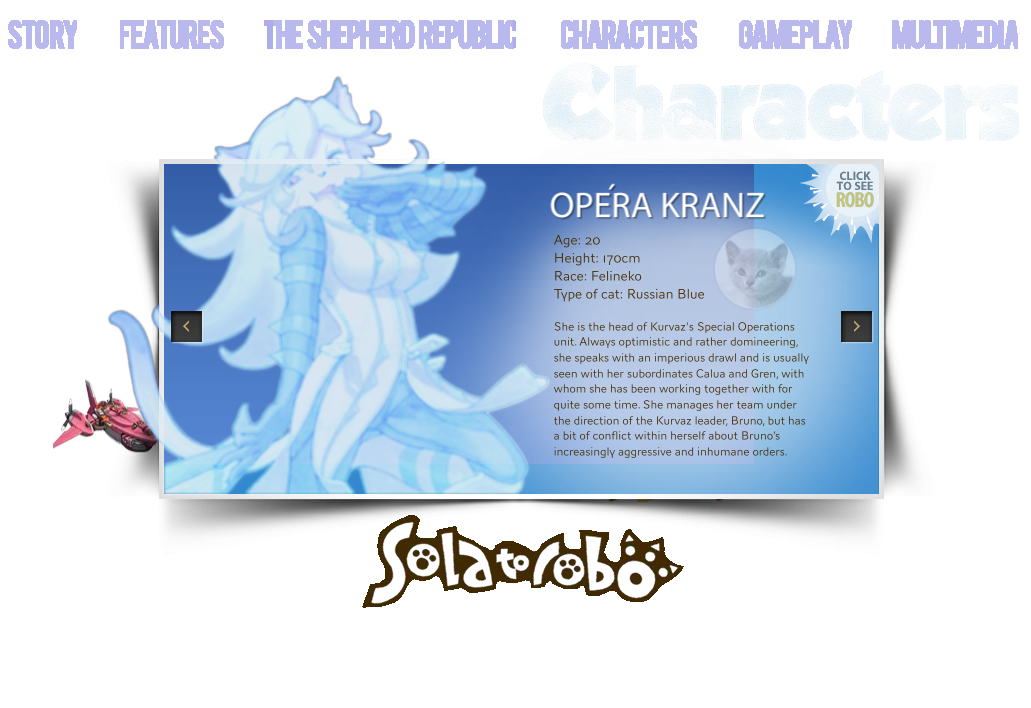 STORY FEATURES THE SHEPHERD REPUBLIC CHARACTERS GAMEPLAY MULTIMEDIA
Characters
CLICK
TO SEE
ROBO
OPÉRA KRANZ
Age: 20
Height: 170cm
Race: Felineko
Type of cat: Russian Blue
She is the head of Kurvaz's Special Operations
unit. Always optimistic and rather domineering,
she speaks with an imperious drawl and is usually
seen with her subordinates Calua and Gren, with
whom she has been working together with for
quite some time. She manages her team under
the direction of the Kurvaz leader, Bruno, but has
a bit of conflict within herself about Bruno's
increasingly aggressive and inhumane orders.
Solatorobo